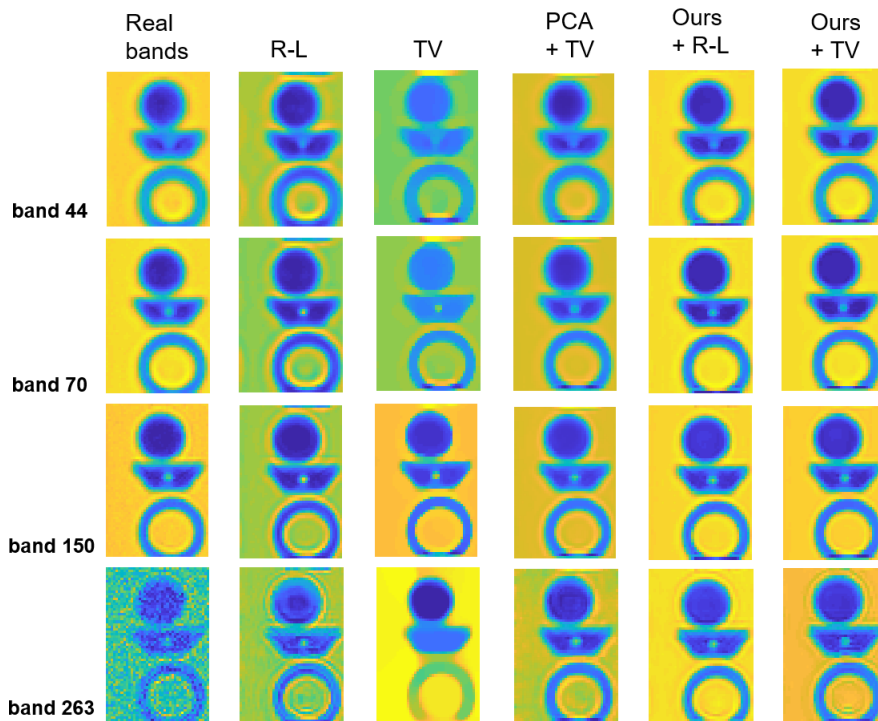 Real
bands
R-L
TV
PCA
+ TV
Ours
+ R-L
Ours
+ TV
band 44
band 70
band 150
band 263